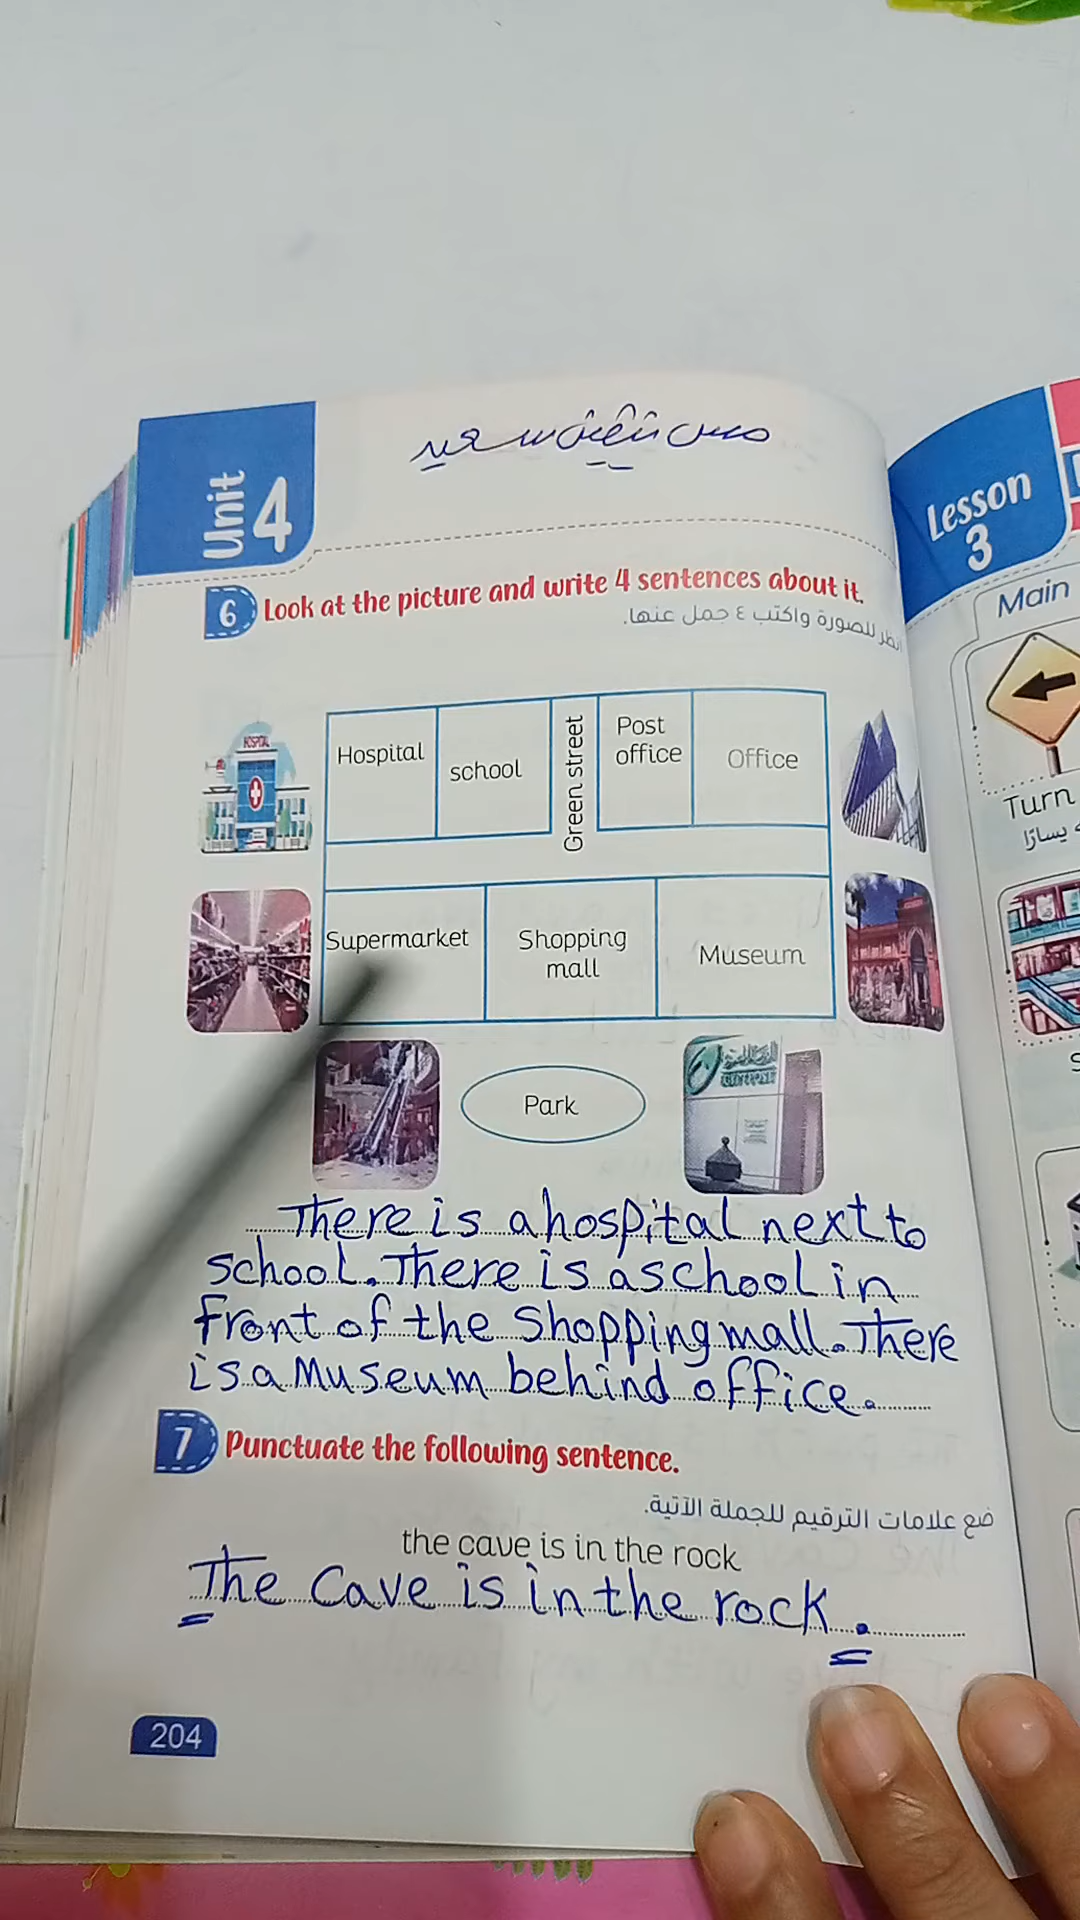 Unit 4
مس شيرين سعيد
Lesson
3
6 Look at the picture and write 4 sentences about it.
انظر للصورة واكتب ٤ جمل عنها.
Main
HOSPITAL
Hospital
school
Green street
Post
office
Office
Turn
يسارًا
Supermarket
Shopping
mall
Museum
Park
There is a hospital next to
school. There is a school in
front of the Shopping mall. There
is a Museum behind office.
7 Punctuate the following sentence.
ضع علامات الترقيم للجملة الآتية.
the cave is in the rock
The Cave is in the rock.
204